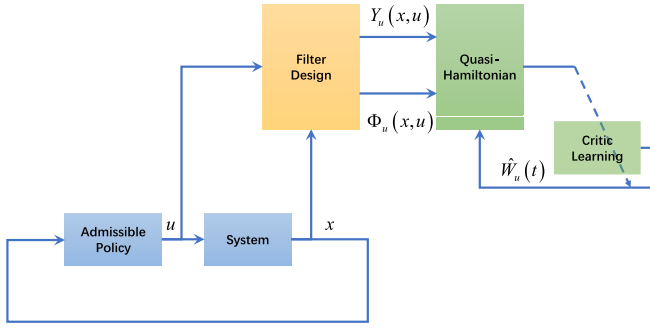 Y_u(x,u)
Filter
Design
Quasi-
Hamiltonian
Φ_u(x,u)
Critic
Learning
Ŵ_u(t)
Admissible
Policy
u
System
x